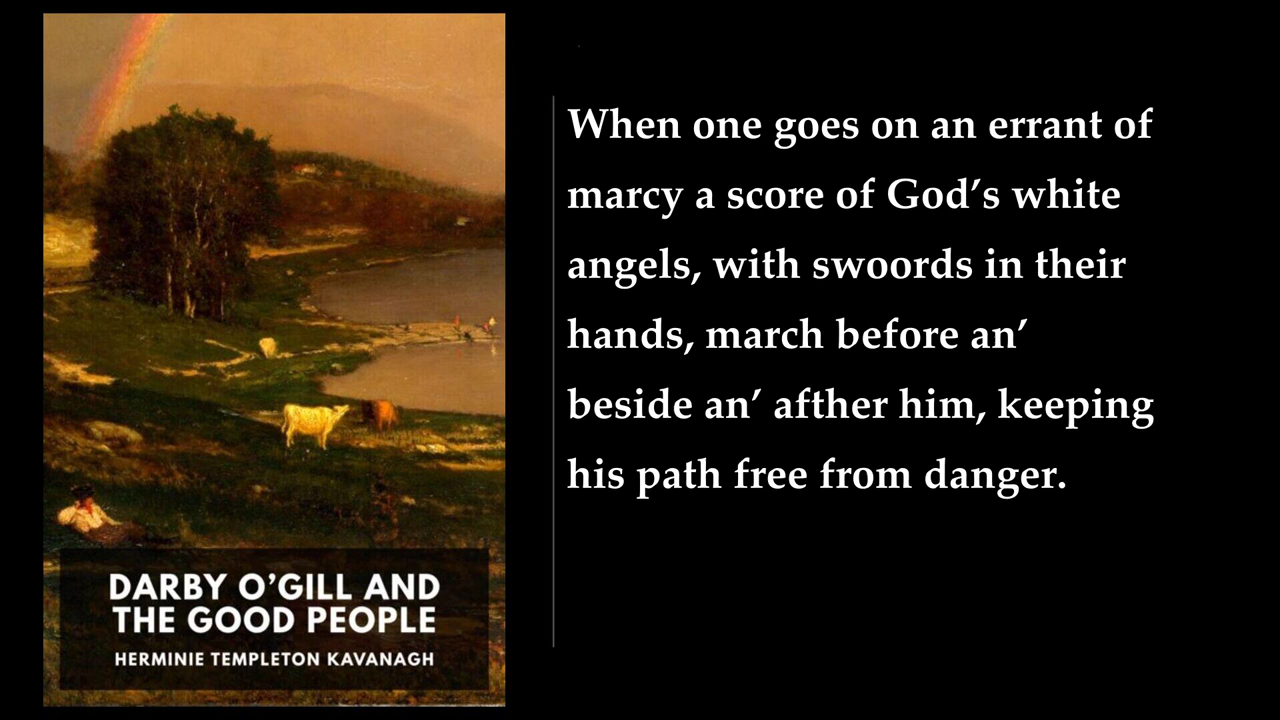 When one goes on an errant of
marcy a score of God’s white
angels, with swoords in their
hands, march before an’
beside an’ afther him, keeping
his path free from danger.
DARBY O’GILL AND
THE GOOD PEOPLE
HERMINIE TEMPLETON KAVANAGH